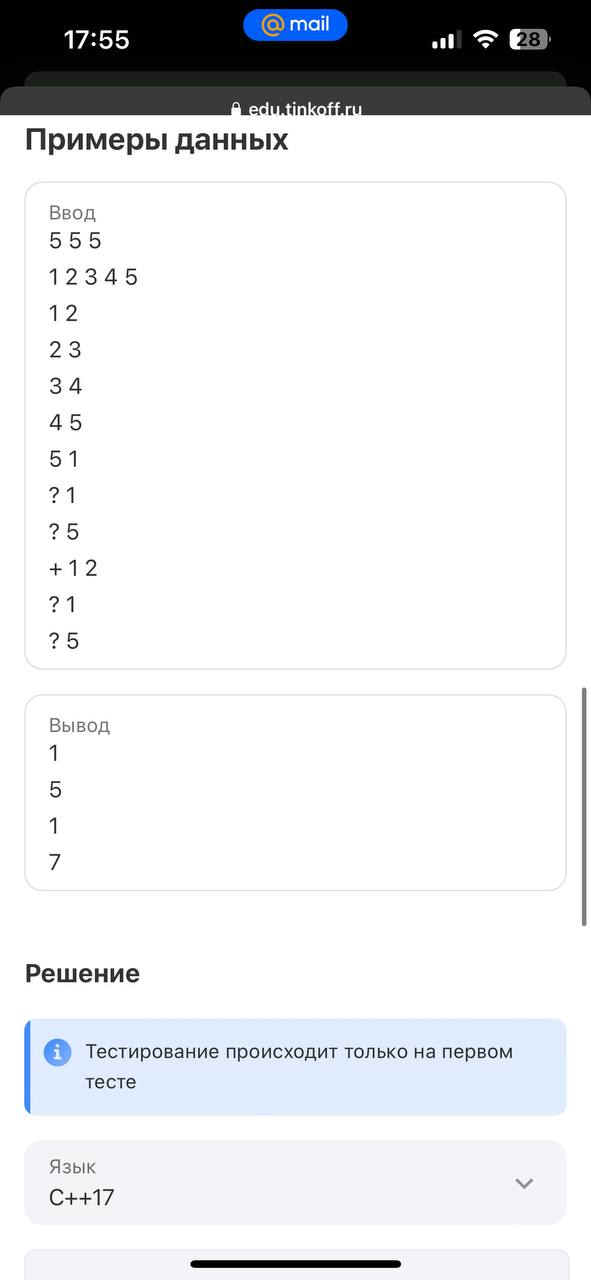 17:55
@ mail
28
edu.tinkoff.ru
Примеры данных
Ввод
5 5 5
1 2 3 4 5
1 2
2 3
3 4
4 5
5 1
? 1
? 5
+ 1 2
? 1
? 5
Вывод
1
5
1
7
Решение
Тестирование происходит только на первом
тесте
Язык
C++17